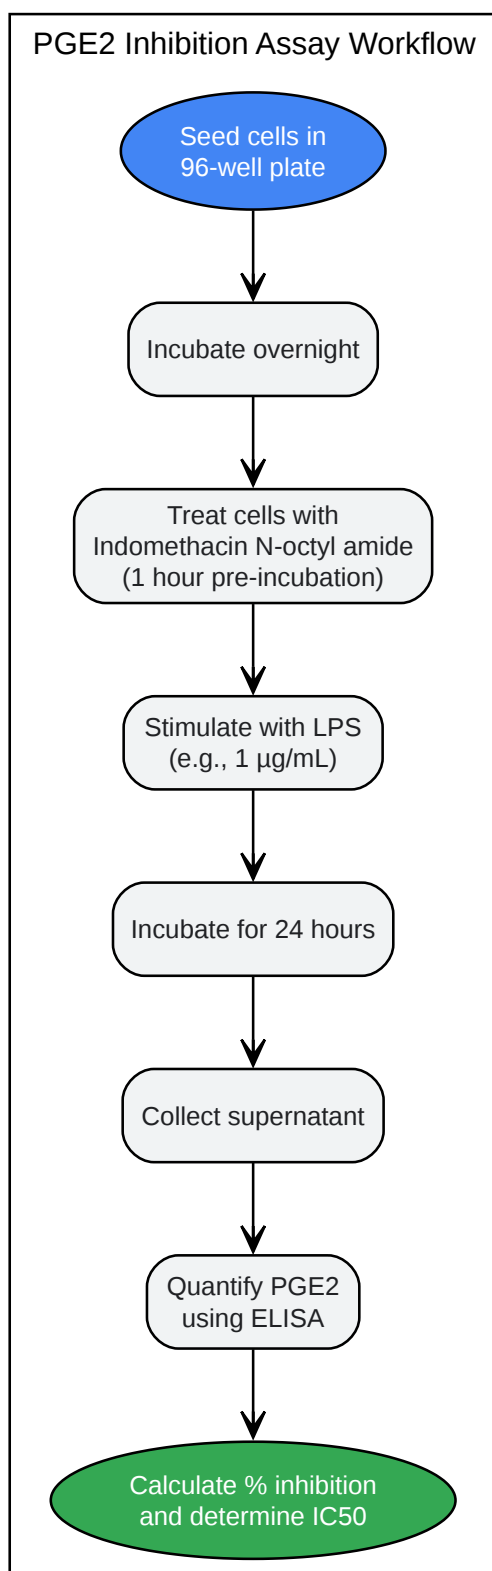 PGE2 Inhibition Assay Workflow
Seed cells in
96-well plate
Incubate overnight
Treat cells with
Indomethacin N-octyl amide
(1 hour pre-incubation)
Stimulate with LPS
(e.g., 1 µg/mL)
Incubate for 24 hours
Collect supernatant
Quantify PGE2
using ELISA
Calculate % inhibition
and determine IC50